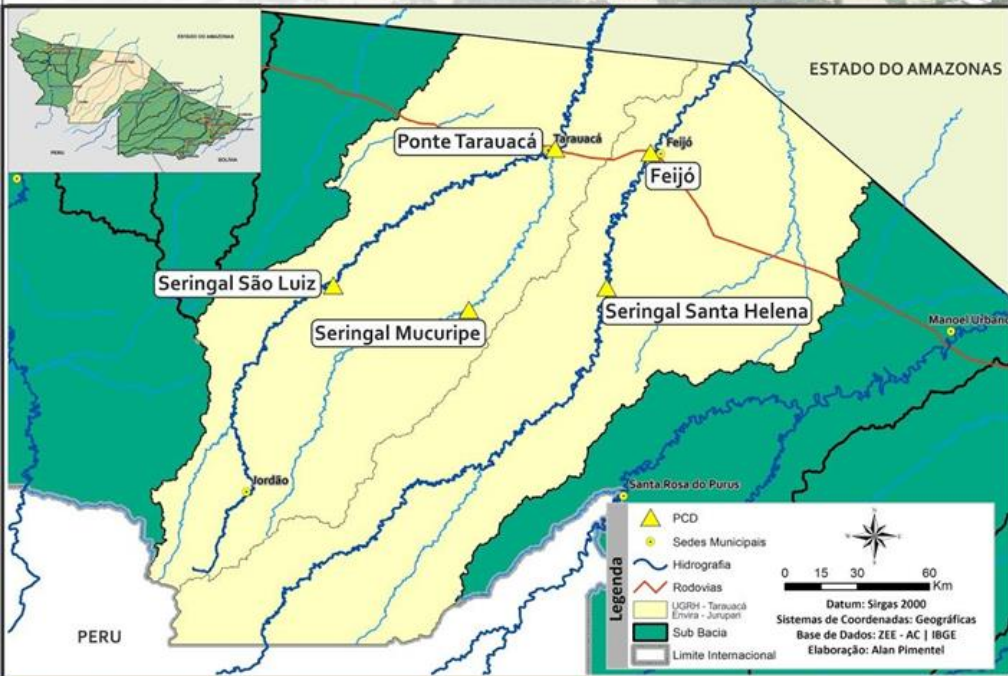 ESTADO DO AMAZONAS
PERU
BOLÍVIA
ESTADO DO AMAZONAS
Ponte Tarauacá
Tarauacá
Feijó
Feijó
Seringal São Luiz
Seringal Mucuripe
Seringal Santa Helena
Manoel Urbano
Jordão
Santa Rosa do Purus
PERU
Legenda
PCD
Sedes Municipais
Hidrografia
Rodovias
UGRH - Tarauacá
Envira - Jurupari
Sub Bacia
Limite Internacional
0 15 30 60
Km
Datum: Sirgas 2000
Sistemas de Coordenadas: Geográficas
Base de Dados: ZEE - AC | IBGE
Elaboração: Alan Pimentel